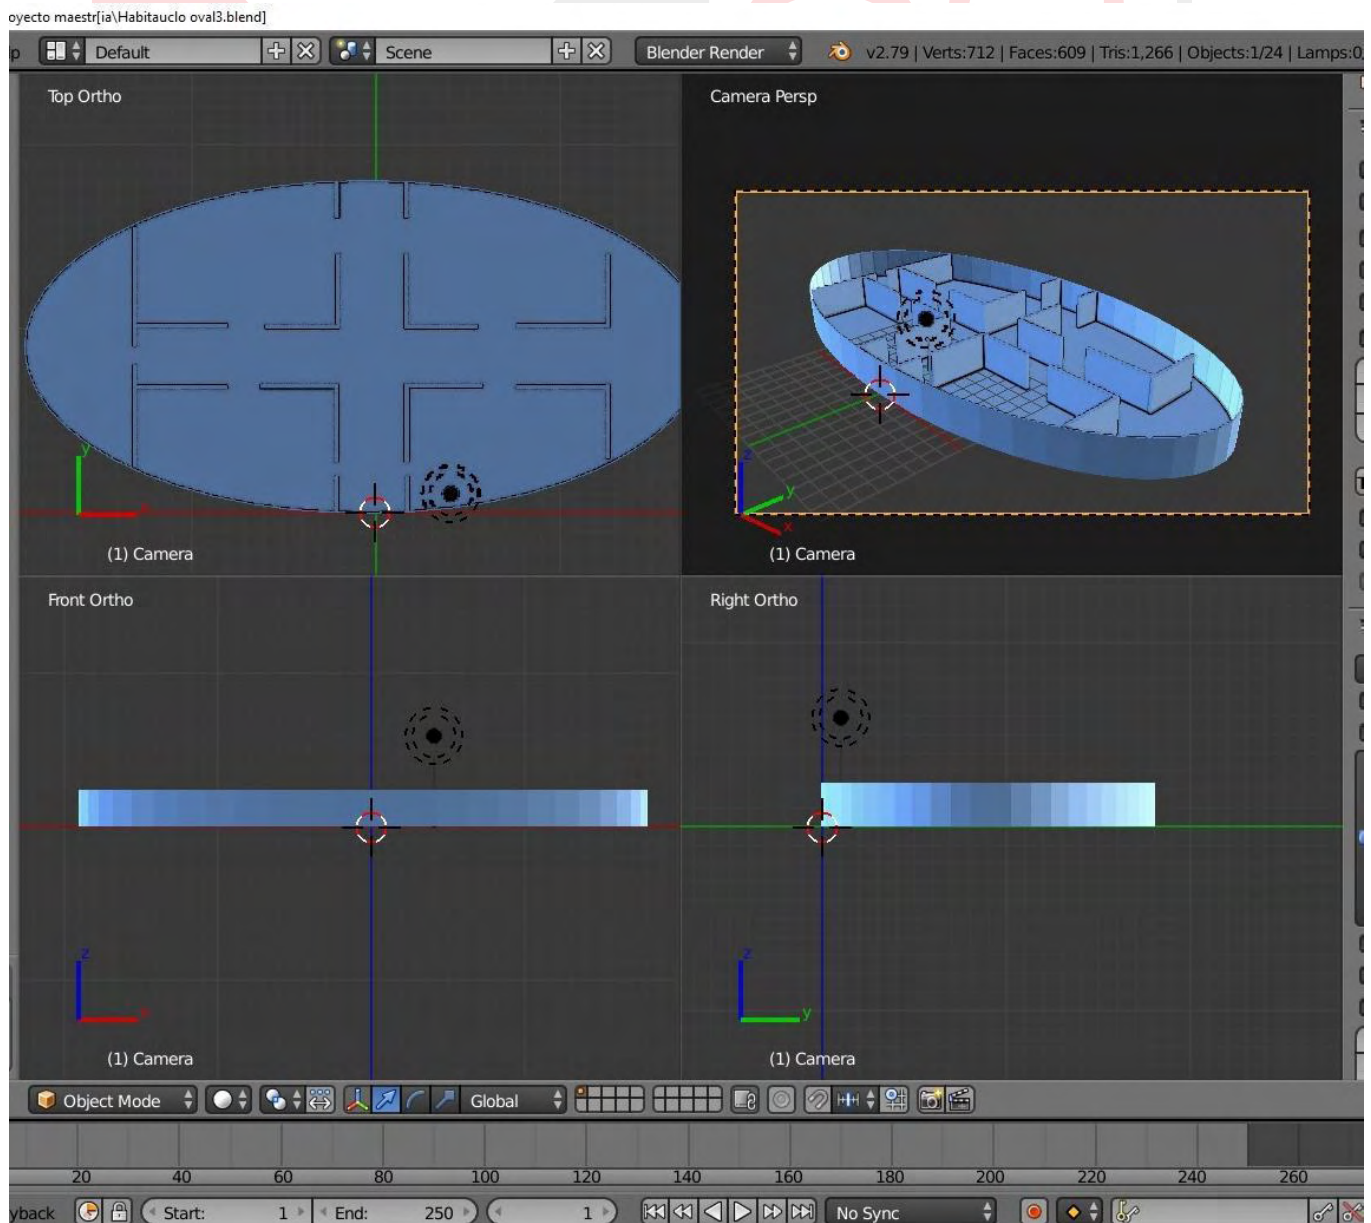 oyecto maestr[ia\Habitauclo oval3.blend]
Default Scene Blender Render v2.79 | Verts:712 | Faces:609 | Tris:1,266 | Objects:1/24 | Lamps:0
Top Ortho Camera Persp
y x
z y x
(1) Camera (1) Camera
Front Ortho Right Ortho
z x
z y
(1) Camera (1) Camera
Object Mode Global
20 40 60 80 100 120 140 160 180 200 220 240 260
yback Start: 1 End: 250 1 No Sync